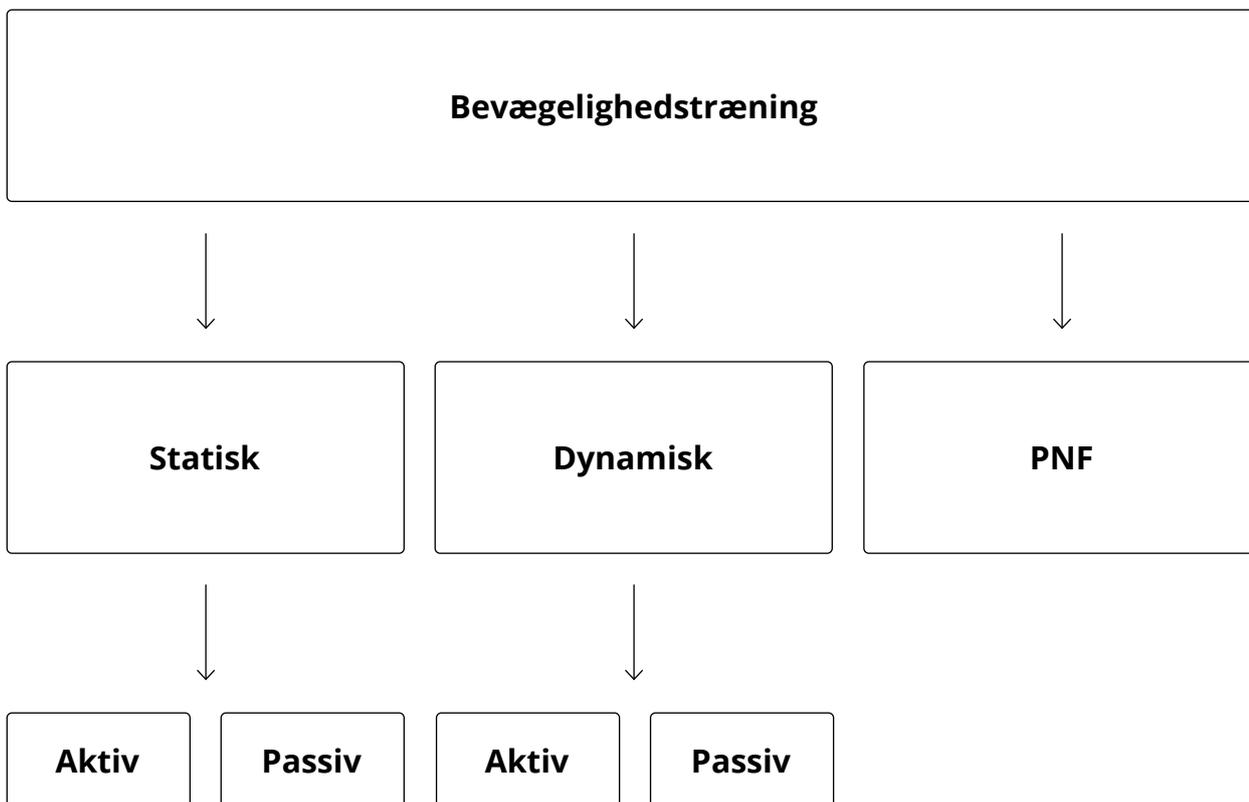 Bevægelighedstræning
Statisk
Dynamisk
PNF
Aktiv
Passiv
Aktiv
Passiv